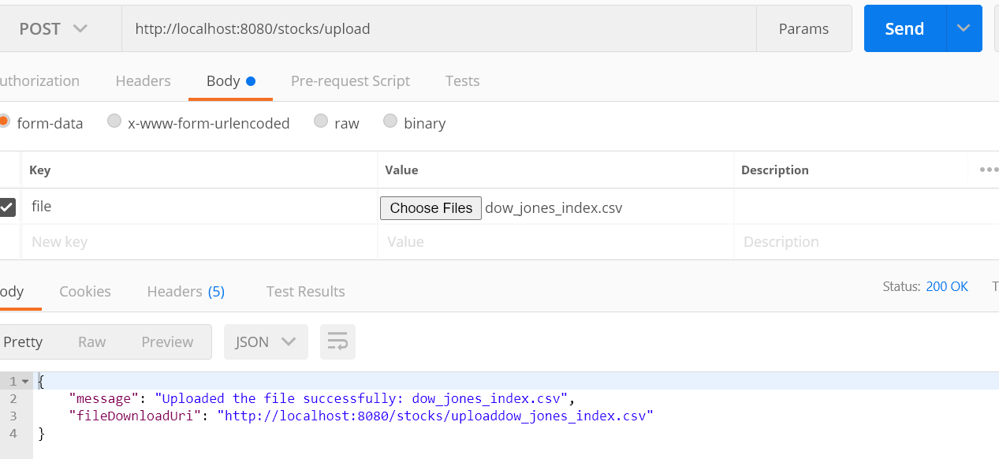 POST http://localhost:8080/stocks/upload Params Send
uthorization Headers Body Pre-request Script Tests
form-data x-www-form-urlencoded raw binary
Key Value Description
file Choose Files dow_jones_index.csv
New key Value Description
ody Cookies Headers (5) Test Results Status: 200 OK T
Pretty Raw Preview JSON
1 {
2 "message": "Uploaded the file successfully: dow_jones_index.csv",
3 "fileDownloadUri": "http://localhost:8080/stocks/uploaddow_jones_index.csv"
4 }